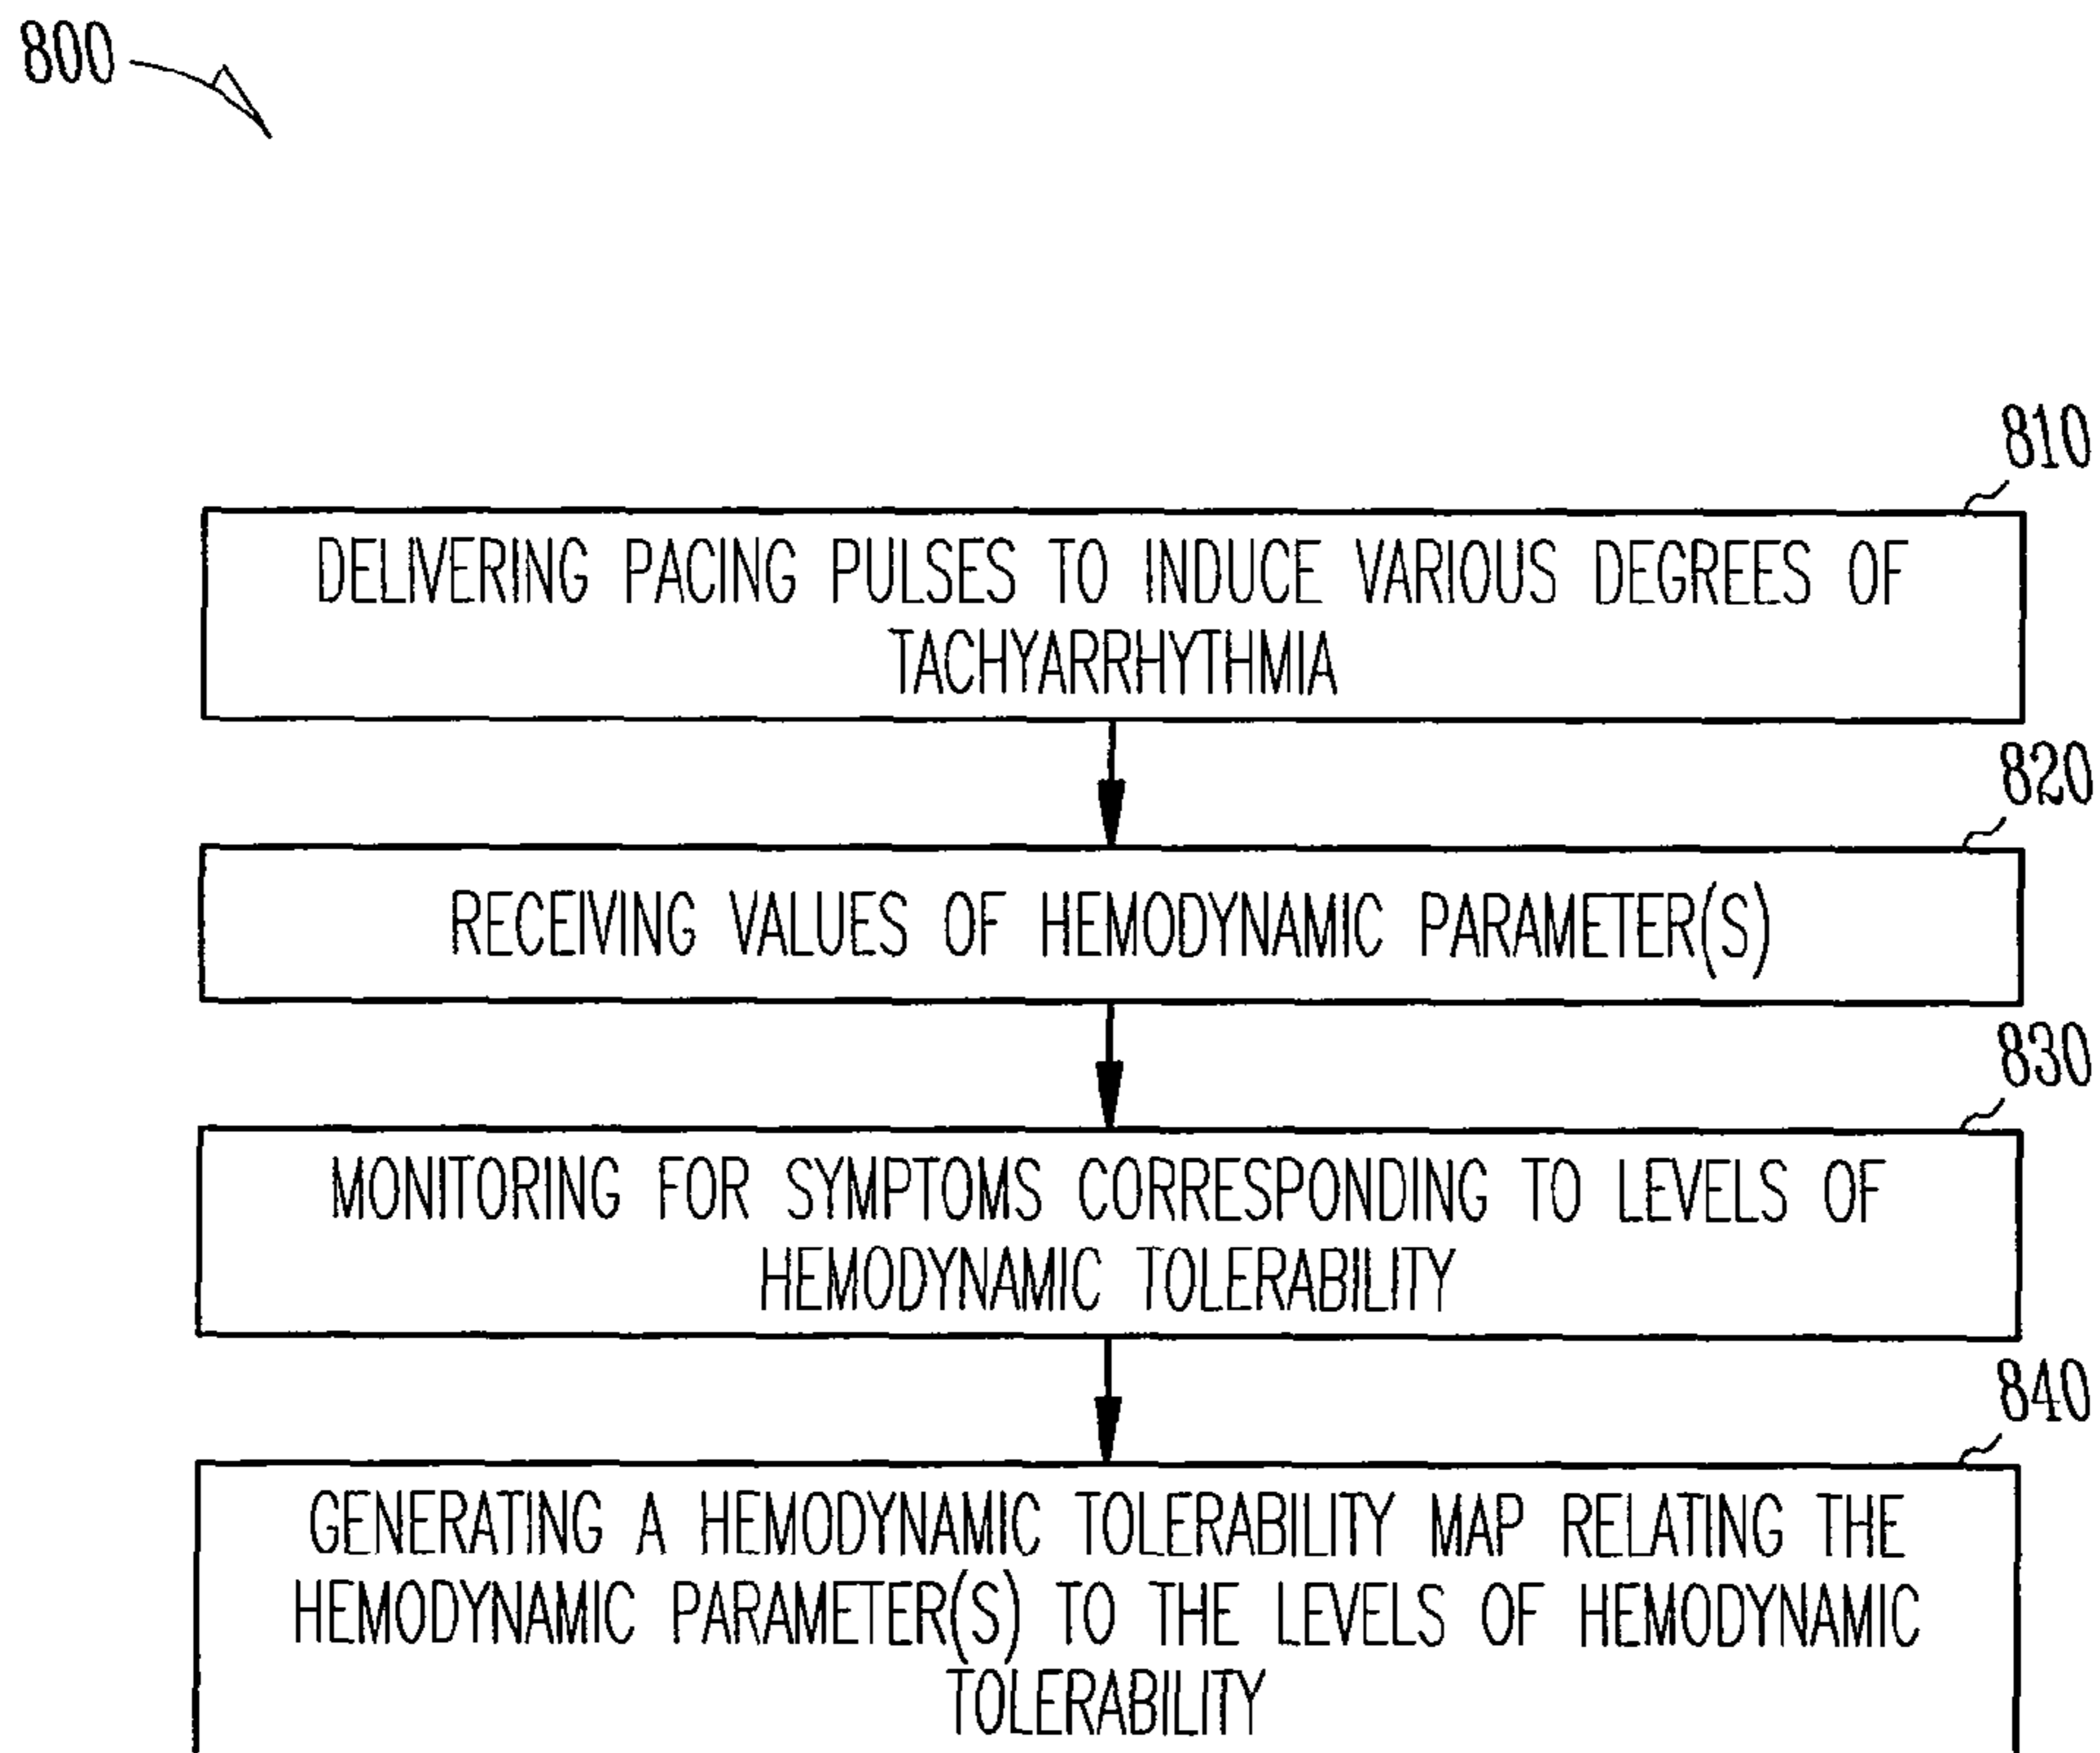 800
810
DELIVERING PACING PULSES TO INDUCE VARIOUS DEGREES OF
TACHYARRHYTHMIA
820
RECEIVING VALUES OF HEMODYNAMIC PARAMETER(S)
830
MONITORING FOR SYMPTOMS CORRESPONDING TO LEVELS OF
HEMODYNAMIC TOLERABILITY
840
GENERATING A HEMODYNAMIC TOLERABILITY MAP RELATING THE
HEMODYNAMIC PARAMETER(S) TO THE LEVELS OF HEMODYNAMIC
TOLERABILITY